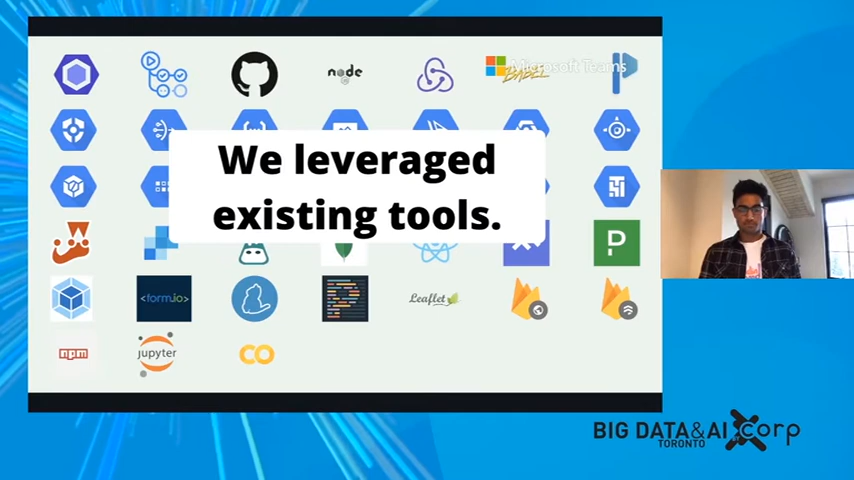 node
BABEL
Microsoft Teams
We leveraged
existing tools.
P
<form.io>
P
Leaflet
npm
jupyter
CO
BIG DATA&AI
TORONTO
corp